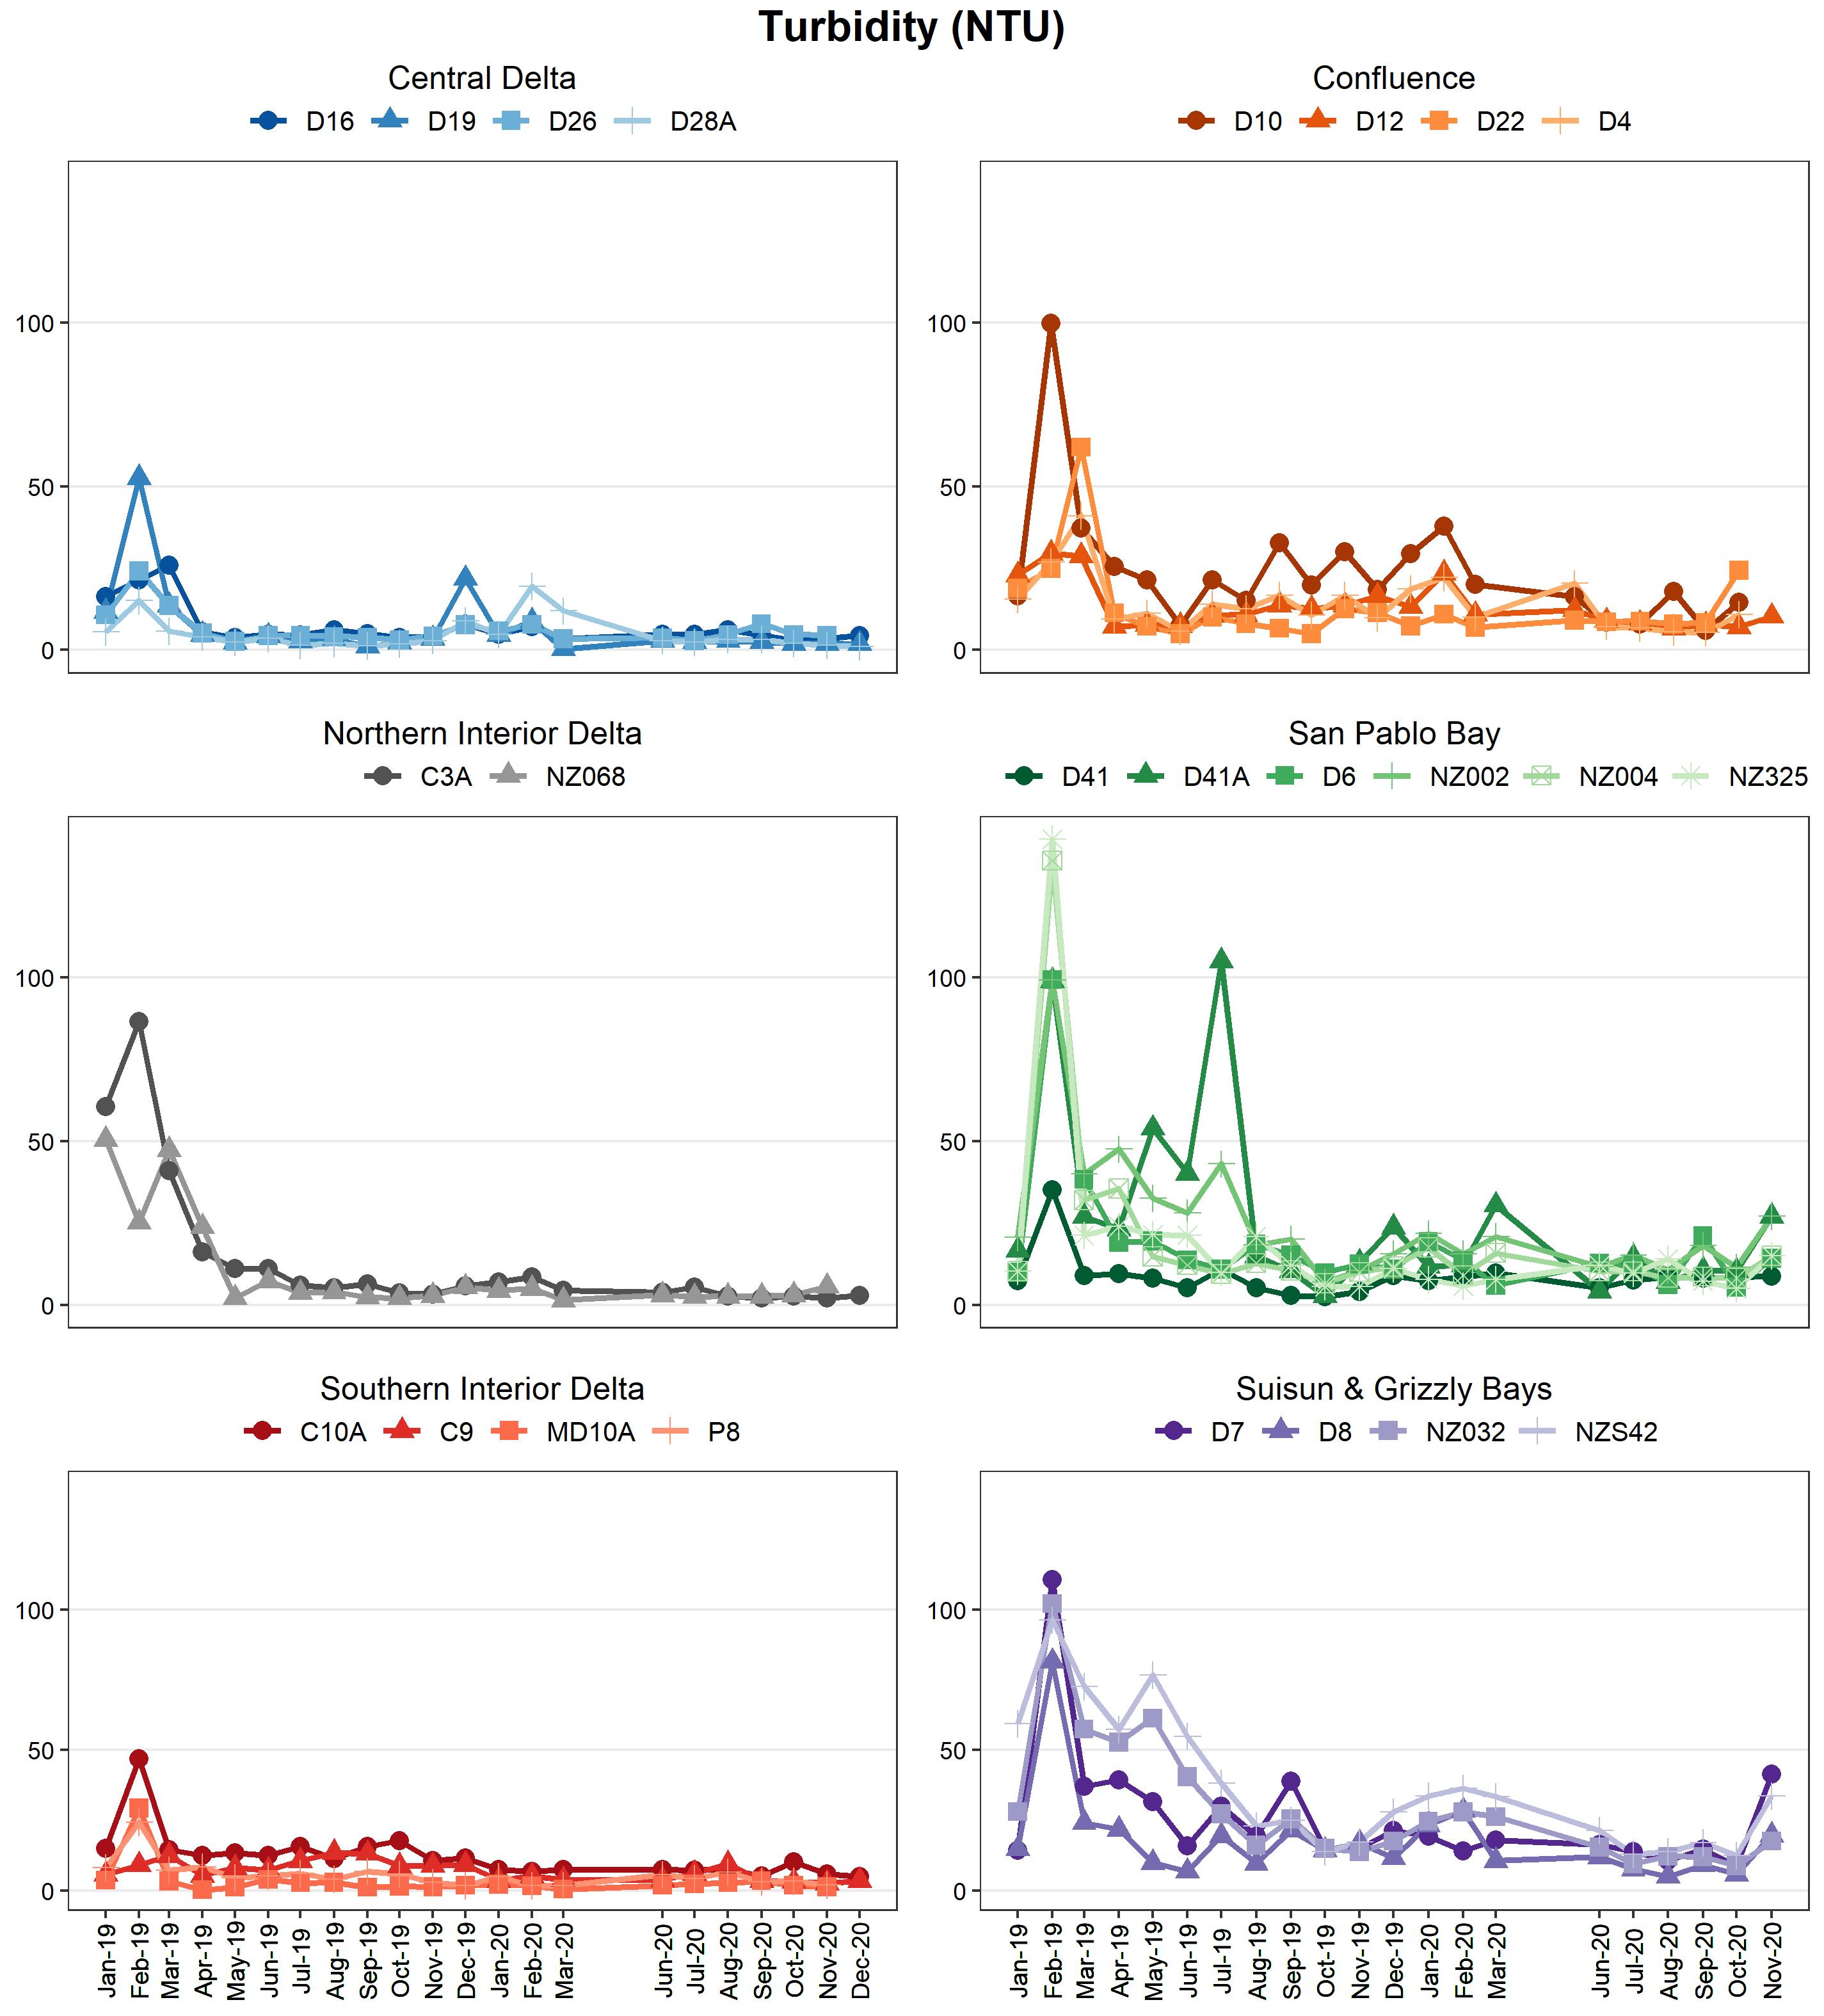 Turbidity (NTU)
Central Delta
D16 D19 D26 D28A
100
50
0
Confluence
D10 D12 D22 D4
100
50
0
Northern Interior Delta
C3A NZ068
100
50
0
San Pablo Bay
D41 D41A D6 NZ002 NZ004 NZ325
100
50
0
Southern Interior Delta
C10A C9 MD10A P8
100
50
0
Jan-19 Feb-19 Mar-19 Apr-19 May-19 Jun-19 Jul-19 Aug-19 Sep-19 Oct-19 Nov-19 Dec-19 Jan-20 Feb-20 Mar-20 Jun-20 Jul-20 Aug-20 Sep-20 Oct-20 Nov-20 Dec-20
Suisun & Grizzly Bays
D7 D8 NZ032 NZS42
100
50
0
Jan-19 Feb-19 Mar-19 Apr-19 May-19 Jun-19 Jul-19 Aug-19 Sep-19 Oct-19 Nov-19 Dec-19 Jan-20 Feb-20 Mar-20 Jun-20 Jul-20 Aug-20 Sep-20 Oct-20 Nov-20